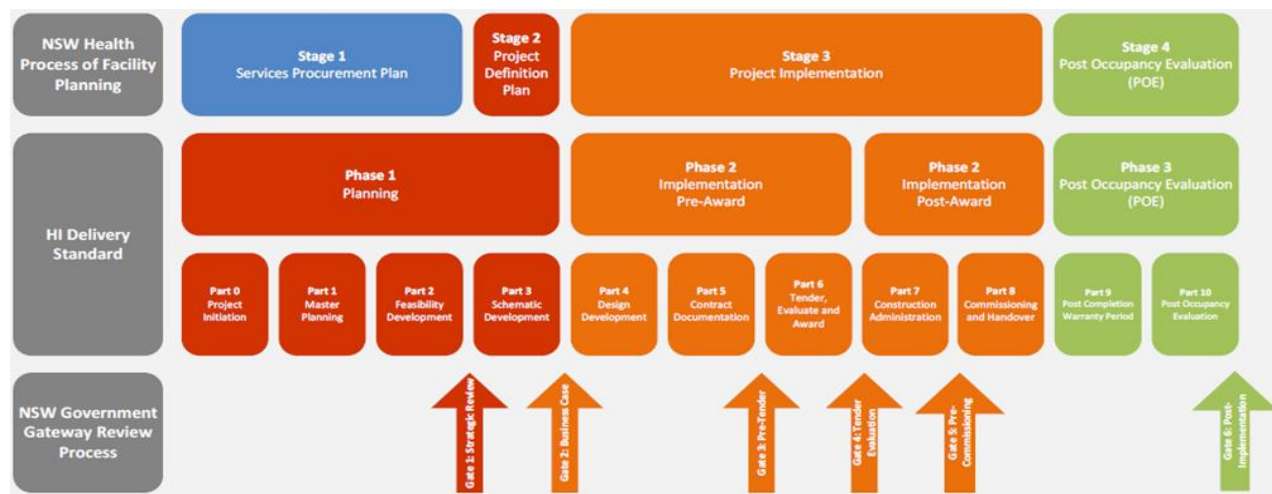 NSW Health
Process of Facility
Planning
Stage 1
Services Procurement Plan
Stage 2
Project
Definition
Plan
Stage 3
Project Implementation
Stage 4
Post Occupancy Evaluation
(POE)
HI Delivery
Standard
Phase 1
Planning
Phase 2
Implementation
Pre-Award
Phase 2
Implementation
Post-Award
Phase 3
Post Occupancy Evaluation
(POE)
Part 0
Project
Initiation
Part 1
Master
Planning
Part 2
Feasibility
Development
Part 3
Schematic
Development
Part 4
Design
Development
Part 5
Contract
Documentation
Part 6
Tender,
Evaluate and
Award
Part 7
Construction
Administration
Part 8
Commissioning
and Handover
Part 9
Post Completion
Warranty Period
Part 10
Post Occupancy
Evaluation
NSW Government
Gateway Review
Process
Gate 1: Strategic Review
Gate 2: Business Case
Gate 3: Pre-Tender
Gate 4: Tender
Evaluation
Gate 5: Pre-
Commissioning
Gate 6: Post-
Implementation